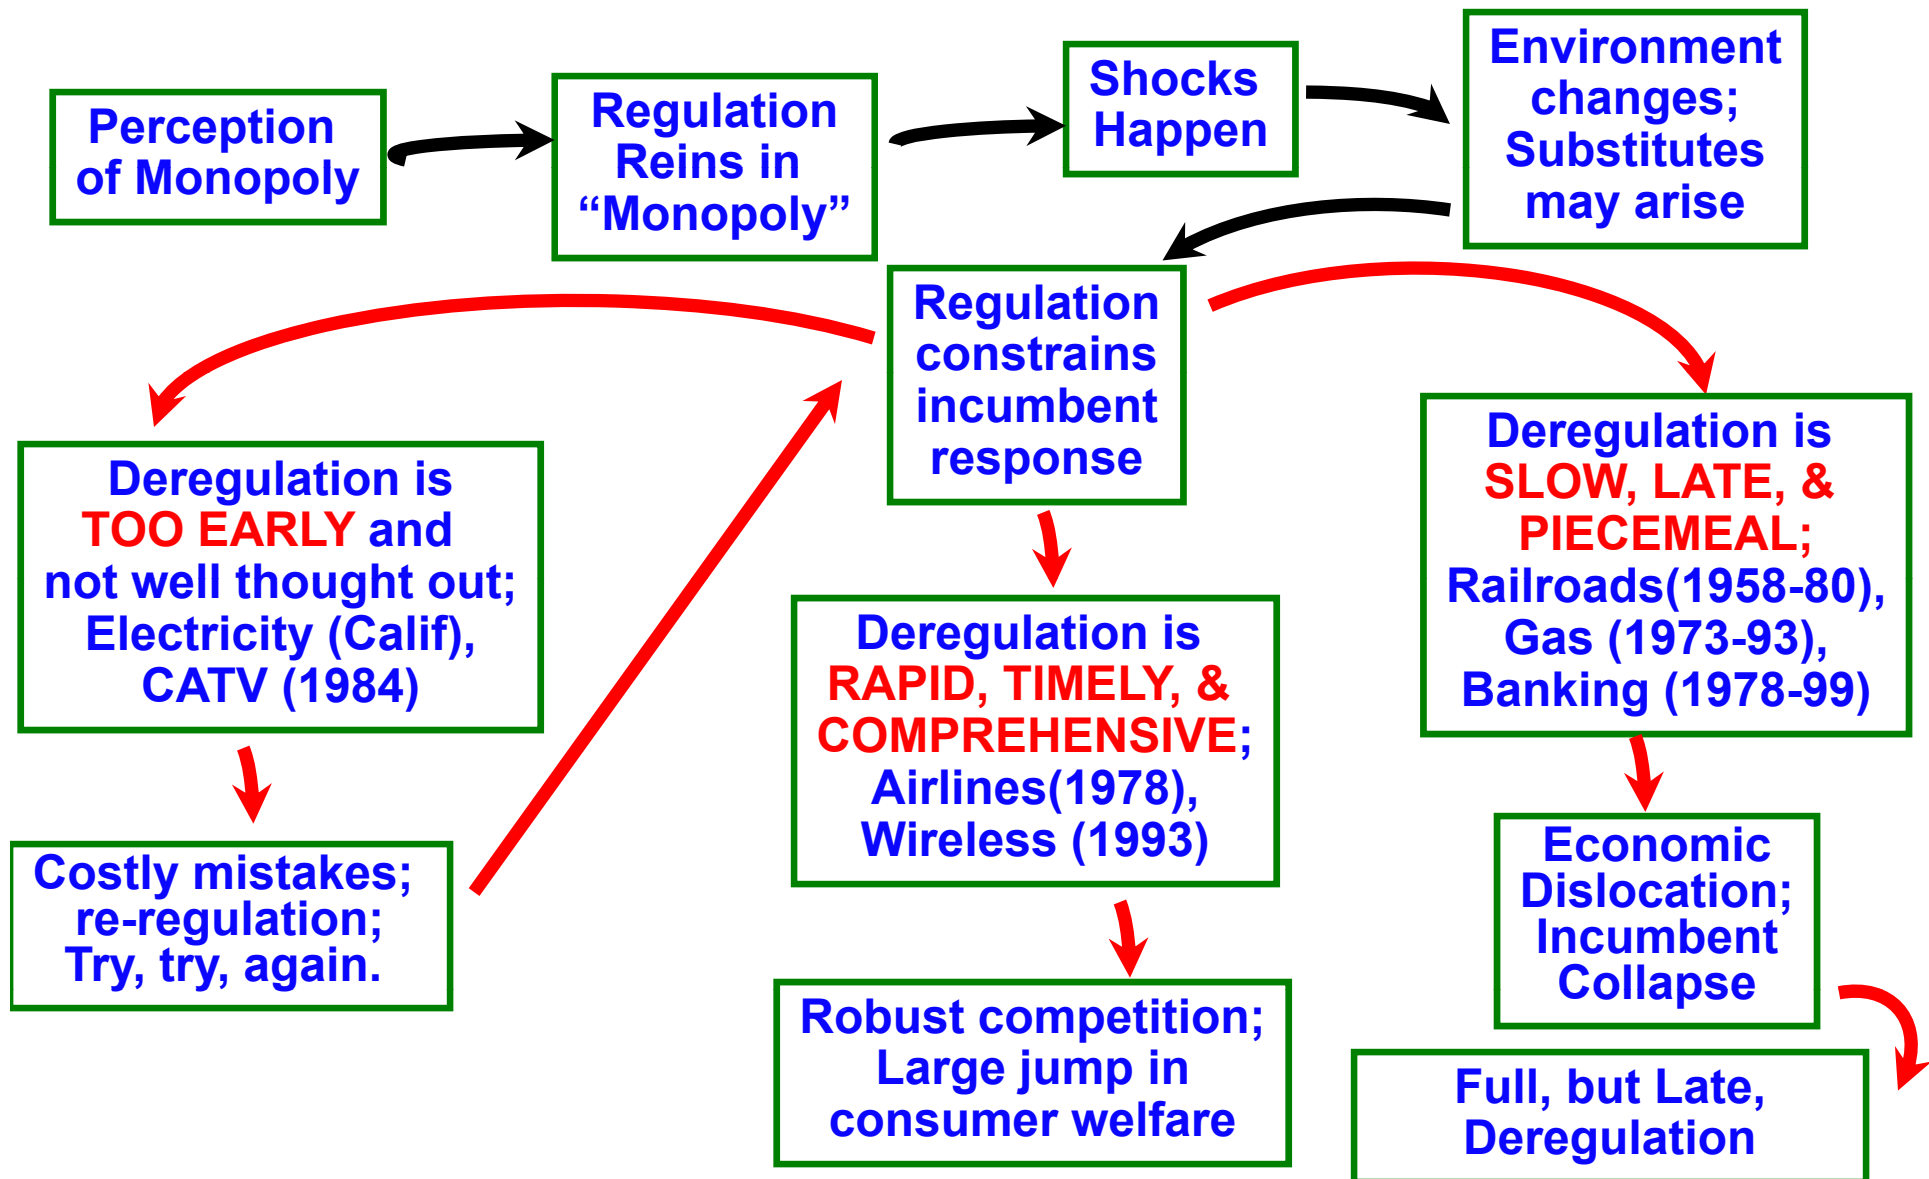 Perception
of Monopoly
Regulation
Reins in
“Monopoly”
Shocks
Happen
Environment
changes;
Substitutes
may arise
Regulation
constrains
incumbent
response
Deregulation is
TOO EARLY and
not well thought out;
Electricity (Calif),
CATV (1984)
Costly mistakes;
re-regulation;
Try, try, again.
Deregulation is
RAPID, TIMELY, &
COMPREHENSIVE;
Airlines(1978),
Wireless (1993)
Robust competition;
Large jump in
consumer welfare
Deregulation is
SLOW, LATE, &
PIECEMEAL;
Railroads(1958-80),
Gas (1973-93),
Banking (1978-99)
Economic
Dislocation;
Incumbent
Collapse
Full, but Late,
Deregulation